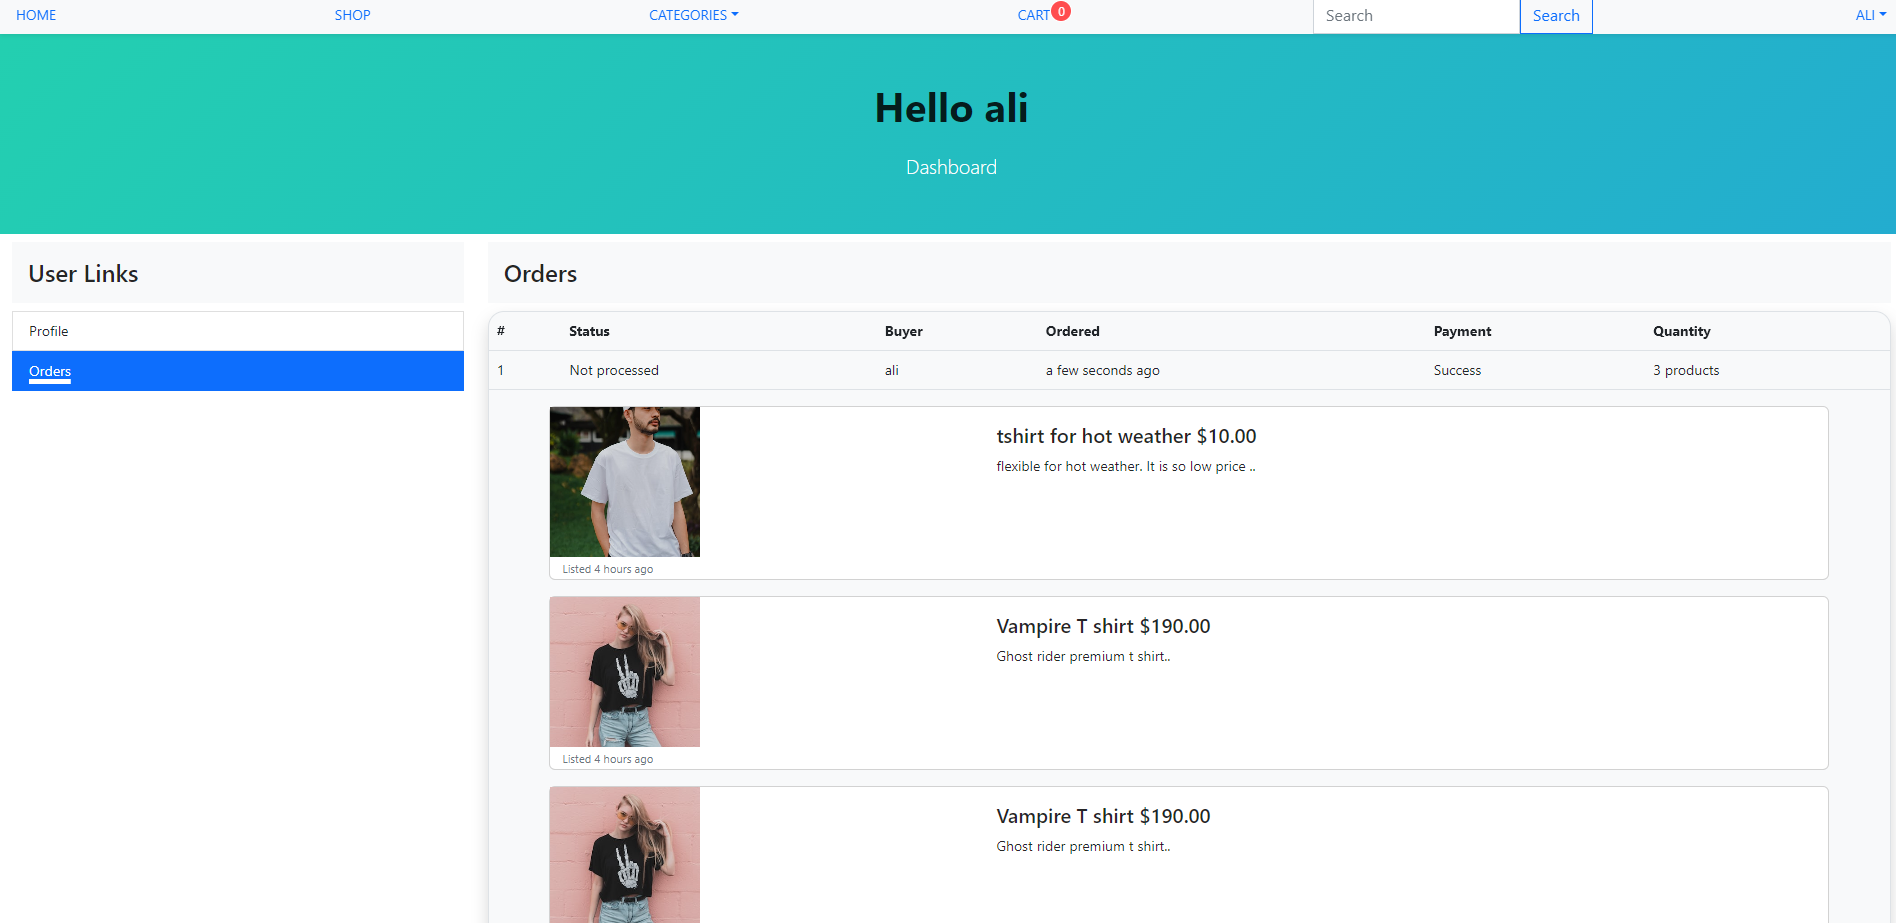 HOME SHOP CATEGORIES CART 0 Search Search ALI
Hello ali
Dashboard
User Links
Profile
Orders
Orders
# Status Buyer Ordered Payment Quantity
1 Not processed ali a few seconds ago Success 3 products
tshirt for hot weather $10.00
flexible for hot weather. It is so low price ..
Listed 4 hours ago
Vampire T shirt $190.00
Ghost rider premium t shirt..
Listed 4 hours ago
Vampire T shirt $190.00
Ghost rider premium t shirt..